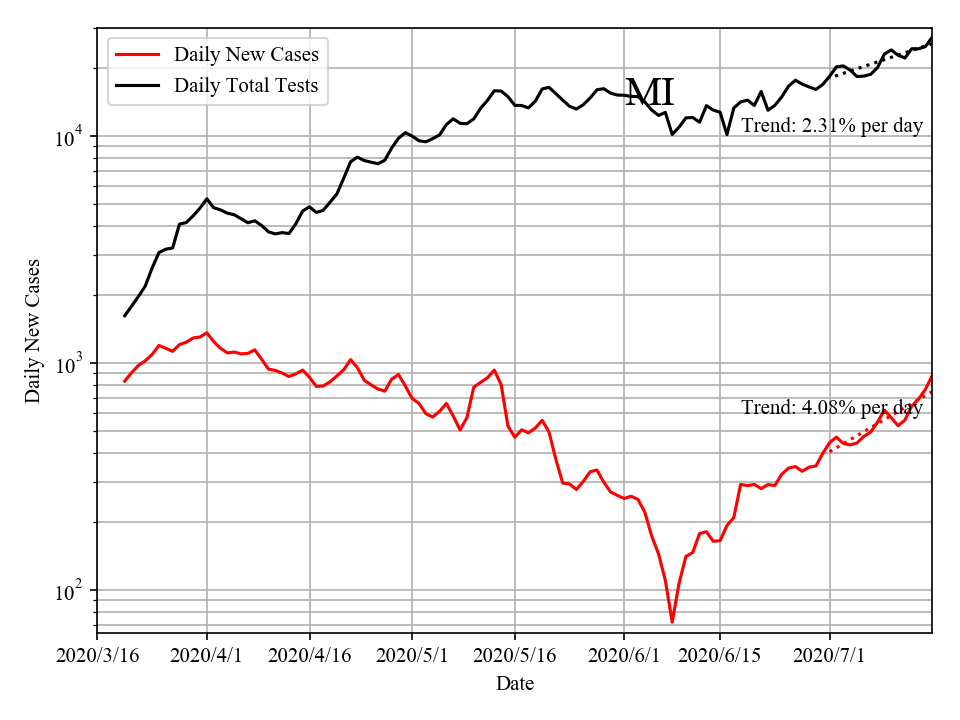 Daily New Cases
Daily Total Tests
MI
Trend: 2.31% per day
Trend: 4.08% per day
Daily New Cases
10^4
10^3
10^2
2020/3/16 2020/4/1 2020/4/16 2020/5/1 2020/5/16 2020/6/1 2020/6/15 2020/7/1
Date